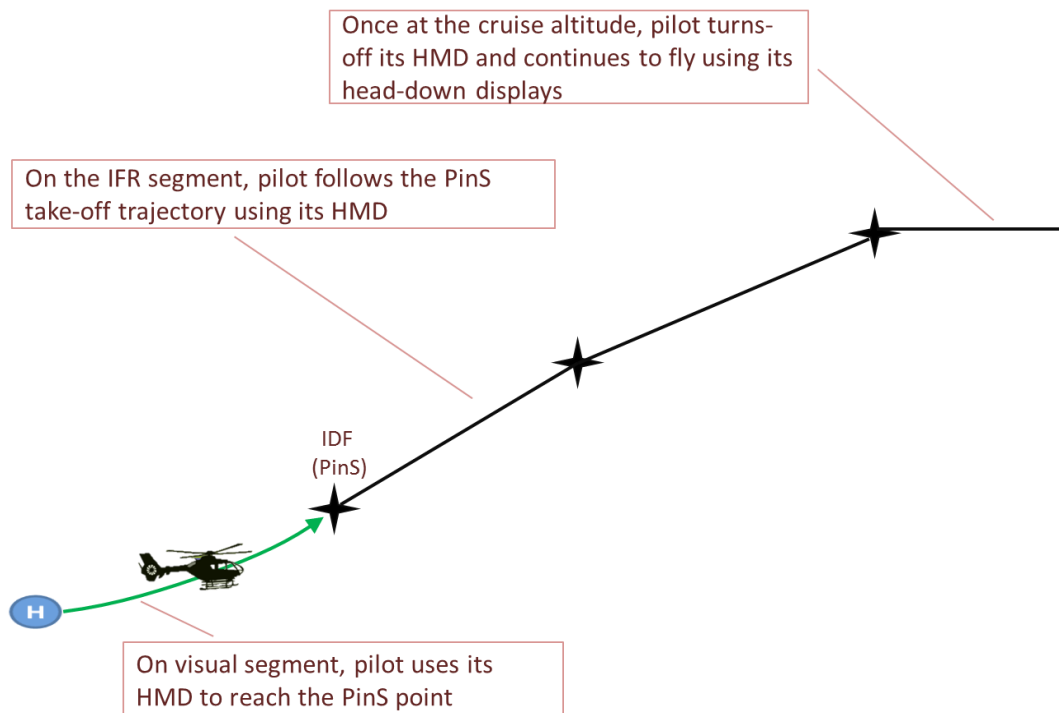 Once at the cruise altitude, pilot turns-
off its HMD and continues to fly using its
head-down displays
On the IFR segment, pilot follows the PinS
take-off trajectory using its HMD
IDF
(PinS)
H
On visual segment, pilot uses its
HMD to reach the PinS point